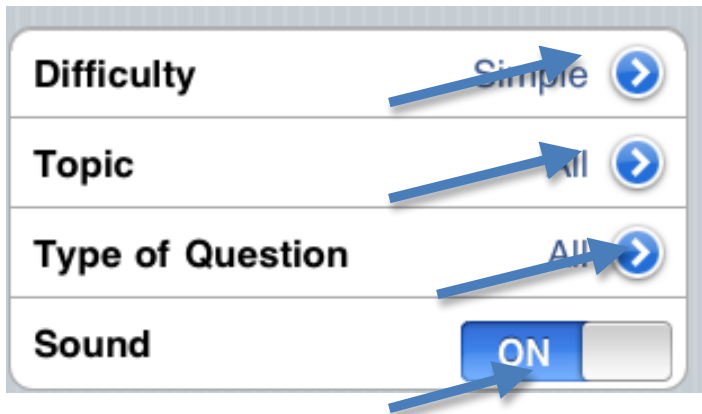 Difficulty Simple
Topic All
Type of Question All
Sound ON